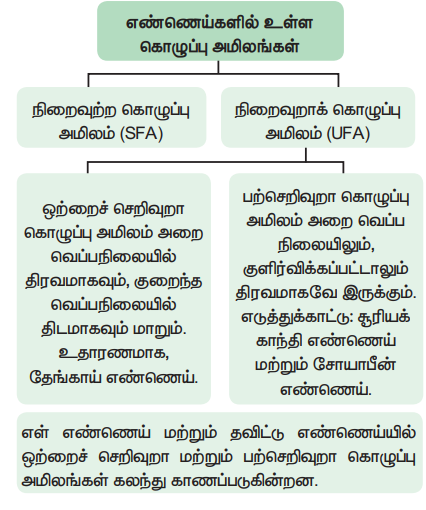 எண்ணெய்களில் உள்ள
கொழுப்பு அமிலங்கள்
நிறைவுற்ற கொழுப்பு
அமிலம் (SFA)
நிறைவுறாக் கொழுப்பு
அமிலம் (UFA)
ஒற்றைச் செறிவுறா
கொழுப்பு அமிலம் அறை
வெப்பநிலையில்
திரவமாகவும், குறைந்த
வெப்பநிலையில்
திடமாகவும் மாறும்.
உதாரணமாக,
தேங்காய் எண்ணெய்.
பற்செறிவுறா கொழுப்பு
அமிலம் அறை வெப்ப
நிலையிலும்,
குளிர்விக்கப்பட்டாலும்
திரவமாகவே இருக்கும்.
எடுத்துக்காட்டு: சூரியக்
காந்தி எண்ணெய்
மற்றும் சோயாபீன்
எண்ணெய்.
எள் எண்ணெய் மற்றும் தவிட்டு எண்ணெய்யில்
ஒற்றைச் செறிவுறா மற்றும் பற்செறிவுறா கொழுப்பு
அமிலங்கள் கலந்து காணப்படுகின்றன.